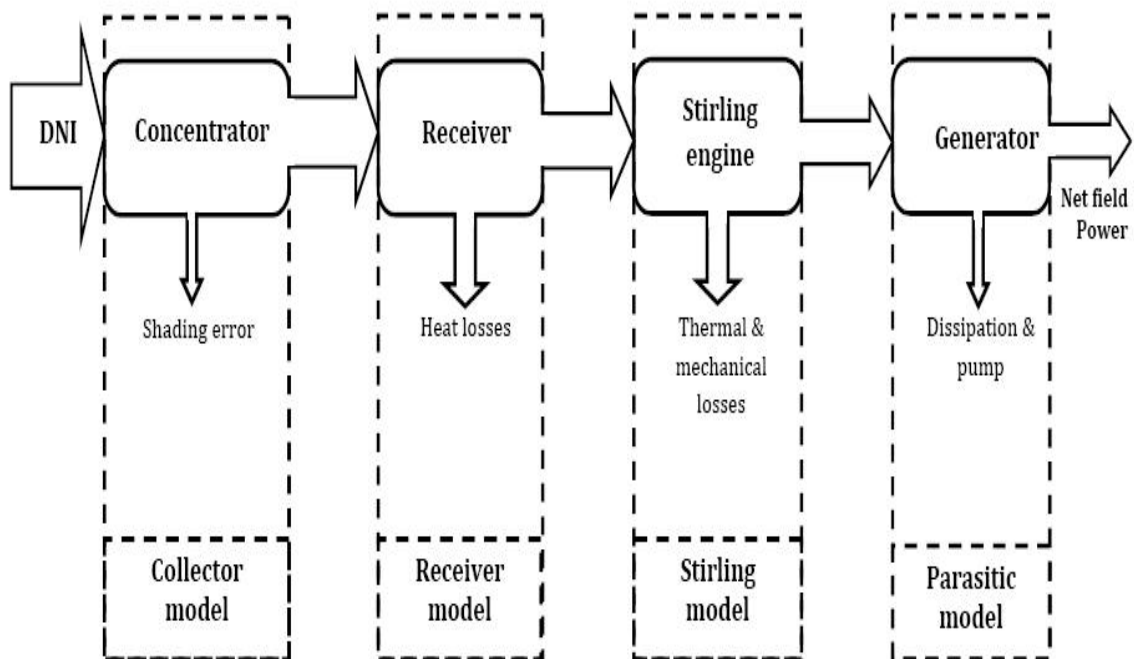 DNI
Concentrator
Receiver
Stirling
engine
Generator
Net field
Power
Shading error
Heat losses
Thermal &
mechanical
losses
Dissipation &
pump
Collector
model
Receiver
model
Stirling
model
Parasitic
model